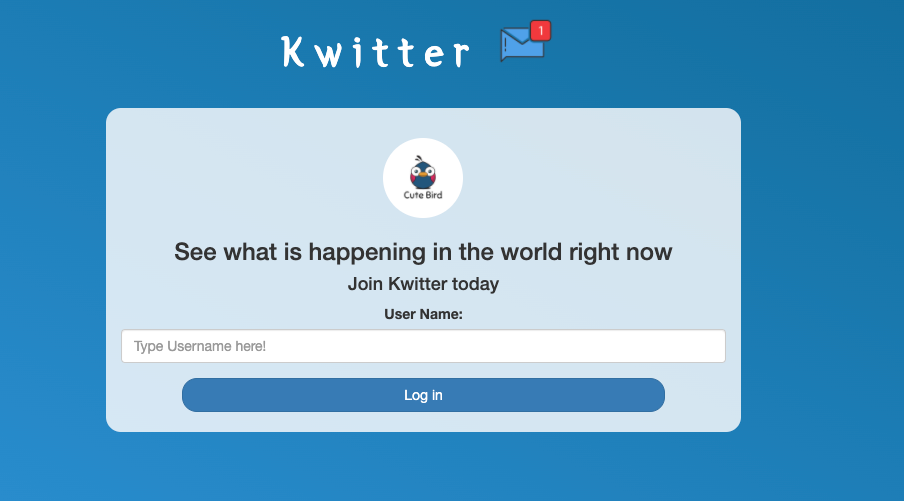 Kwitter
1
Cute Bird
See what is happening in the world right now
Join Kwitter today
User Name:
Type Username here!
Log in